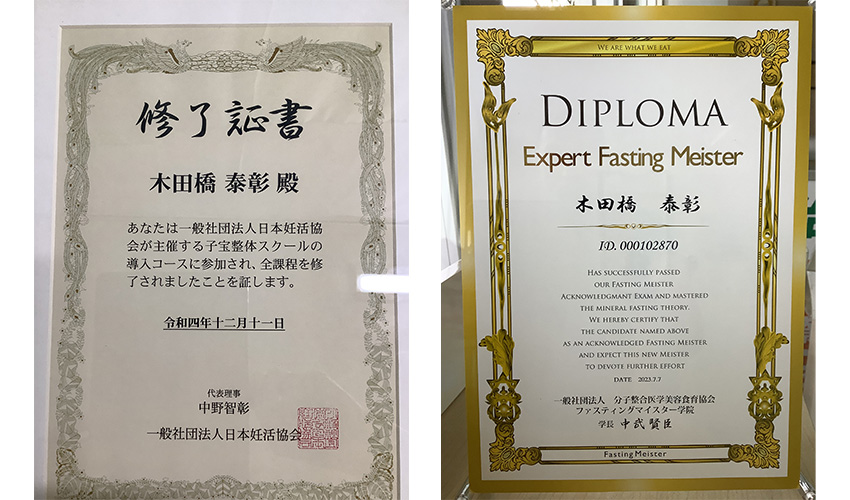 修了証書
木田橋 泰彰 殿
あなたは一般社団法人日本妊活協
会が主催する子宝整体スクールの
導入コースに参加され、全課程を修
了されましたことを証します。
令和四年十二月十一日
代表理事
中野智彰
一般社団法人日本妊活協会
WE ARE WHAT WE EAT
DIPLOMA
Expert Fasting Meister
木田橋 泰彰
ID. 000102870
HAS SUCCESSFULLY PASSED
OUR FASTING MEISTER
ACKNOWLEDGMANT EXAM AND MASTERED
THE MINERAL FASTING THEORY.
WE HEREBY CERTIFY THAT
THE CANDIDATE NAMED ABOVE
AS AN ACKNOWLEDGED FASTING MEISTER
AND EXPECT THIS NEW MEISTER
TO DEVOTE FURTHER EFFORT
DATE 2023.7.7
一般社団法人 分子整合医学美容食育協会
ファスティングマイスター学院
学長 中武賢臣
Fasting Meister